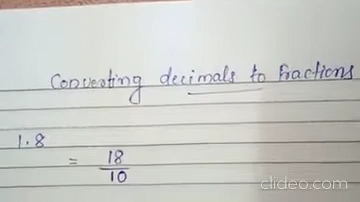 Converting decimals to fractions
1.8
= 18/10
clideo.com